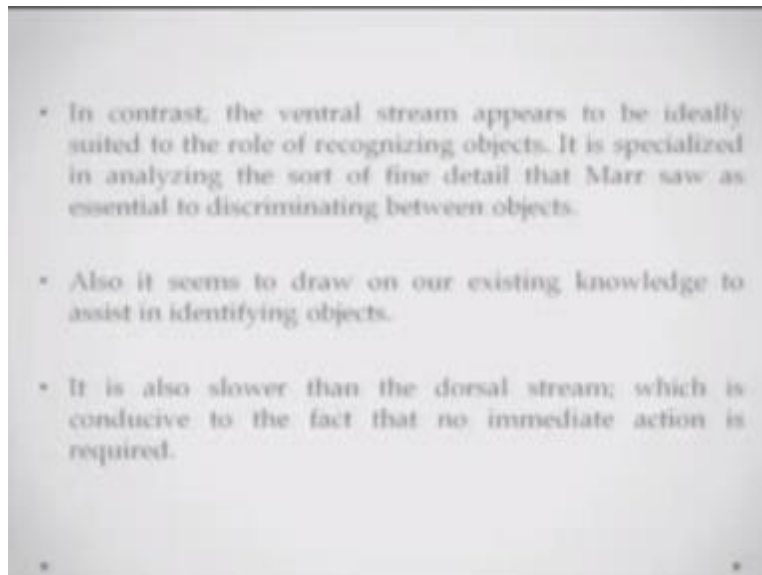 • In contrast, the ventral stream appears to be ideally
suited to the role of recognizing objects. It is specialized
in analyzing the sort of fine detail that Marr saw as
essential to discriminating between objects.
• Also it seems to draw on our existing knowledge to
assist in identifying objects.
• It is also slower than the dorsal stream; which is
conducive to the fact that no immediate action is
required.